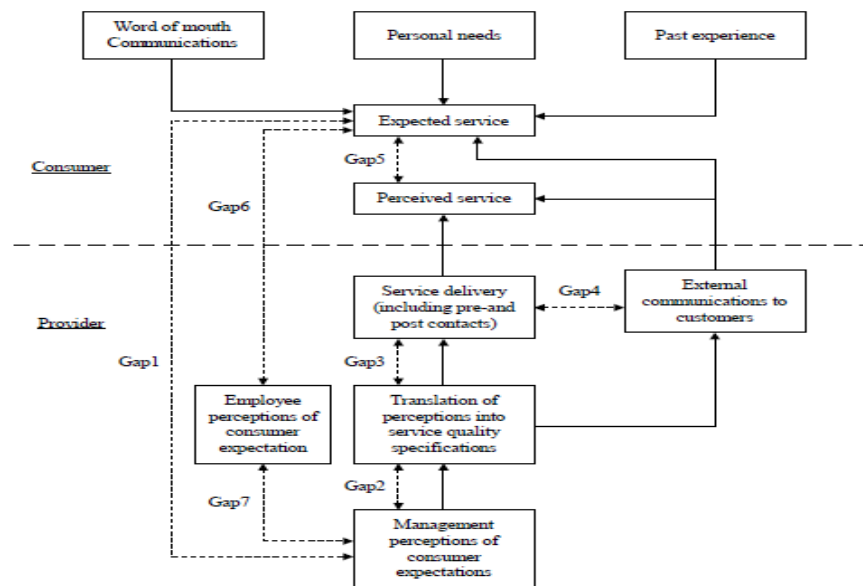 Word of mouth
Communications
Personal needs
Past experience
Expected service
Gap5
Consumer
Perceived service
Gap6
Service delivery
(including pre-and
post contacts)
Gap4
External
communications to
customers
Provider
Gap1
Gap3
Employee
perceptions of
consumer
expectation
Translation of
perceptions into
service quality
specifications
Gap2
Gap7
Management
perceptions of
consumer
expectations